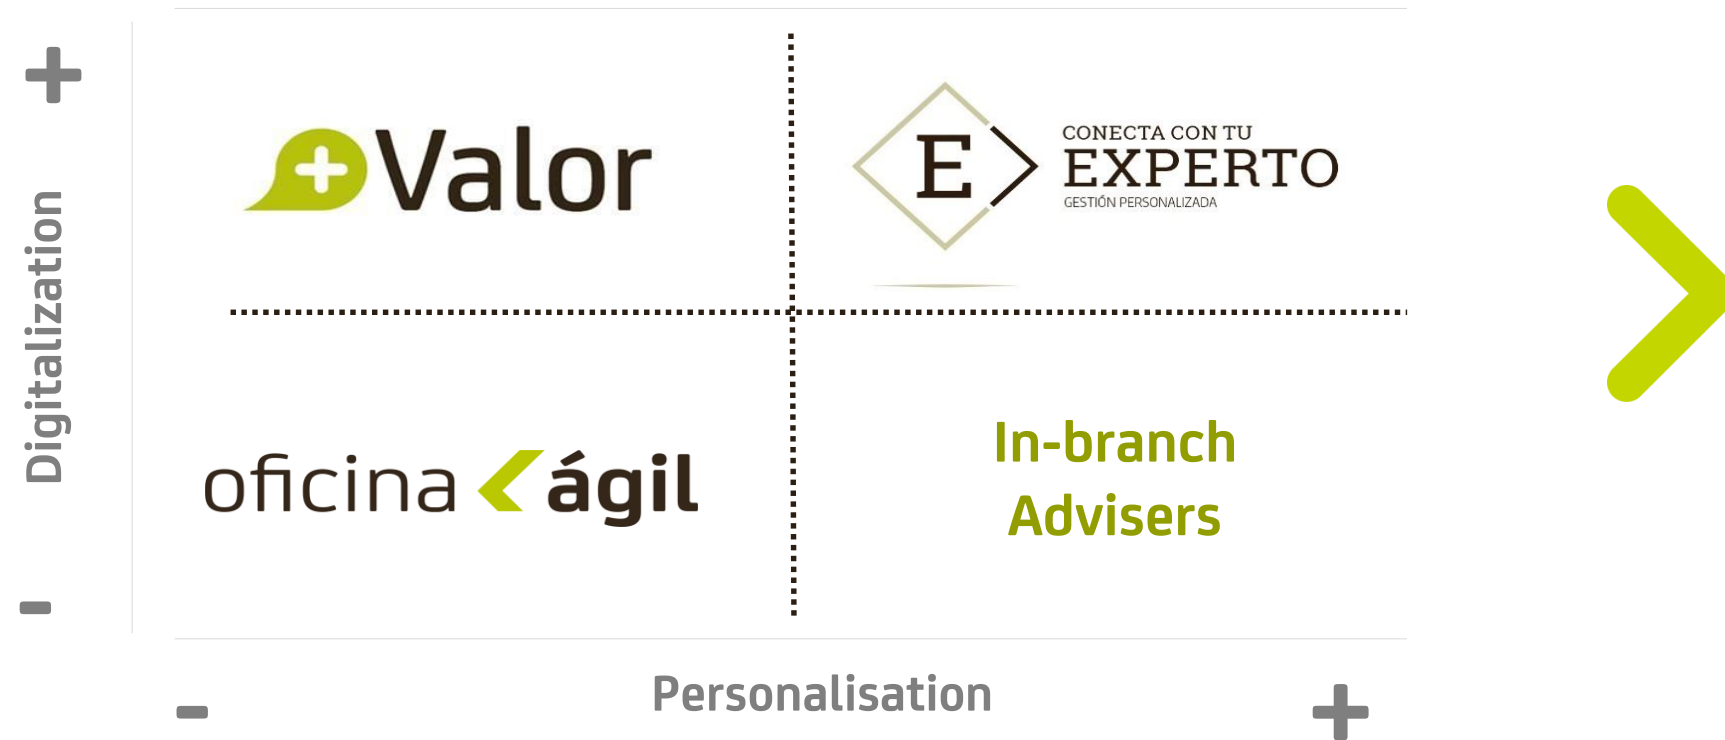 +
Digitalization
-
+Valor
E
CONECTA CON TU
EXPERTO
GESTIÓN PERSONALIZADA
oficina ágil
In-branch
Advisers
-
Personalisation
+